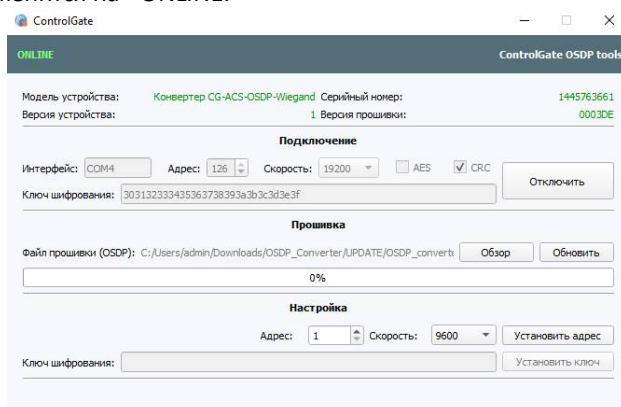 на "ONLINE.
ControlGate
ONLINE
ControlGate OSDP tools
Модель устройства: Конвертер CG-ACS-OSDP-Wiegand Серийный номер: 1445763661
Версия устройства: 1 Версия прошивки: 0003DE
Подключение
Интерфейс: COM4 Адрес: 126 Скорость: 19200 AES CRC
Отключить
Ключ шифрования: 303132333435363738393a3b3c3d3e3f
Прошивка
Файл прошивки (OSDP): C:/Users/admin/Downloads/OSDP_Converter/UPDATE/OSDP_converte Обзор Обновить
0%
Настройка
Адрес: 1 Скорость: 9600 Установить адрес
Ключ шифрования: Установить ключ